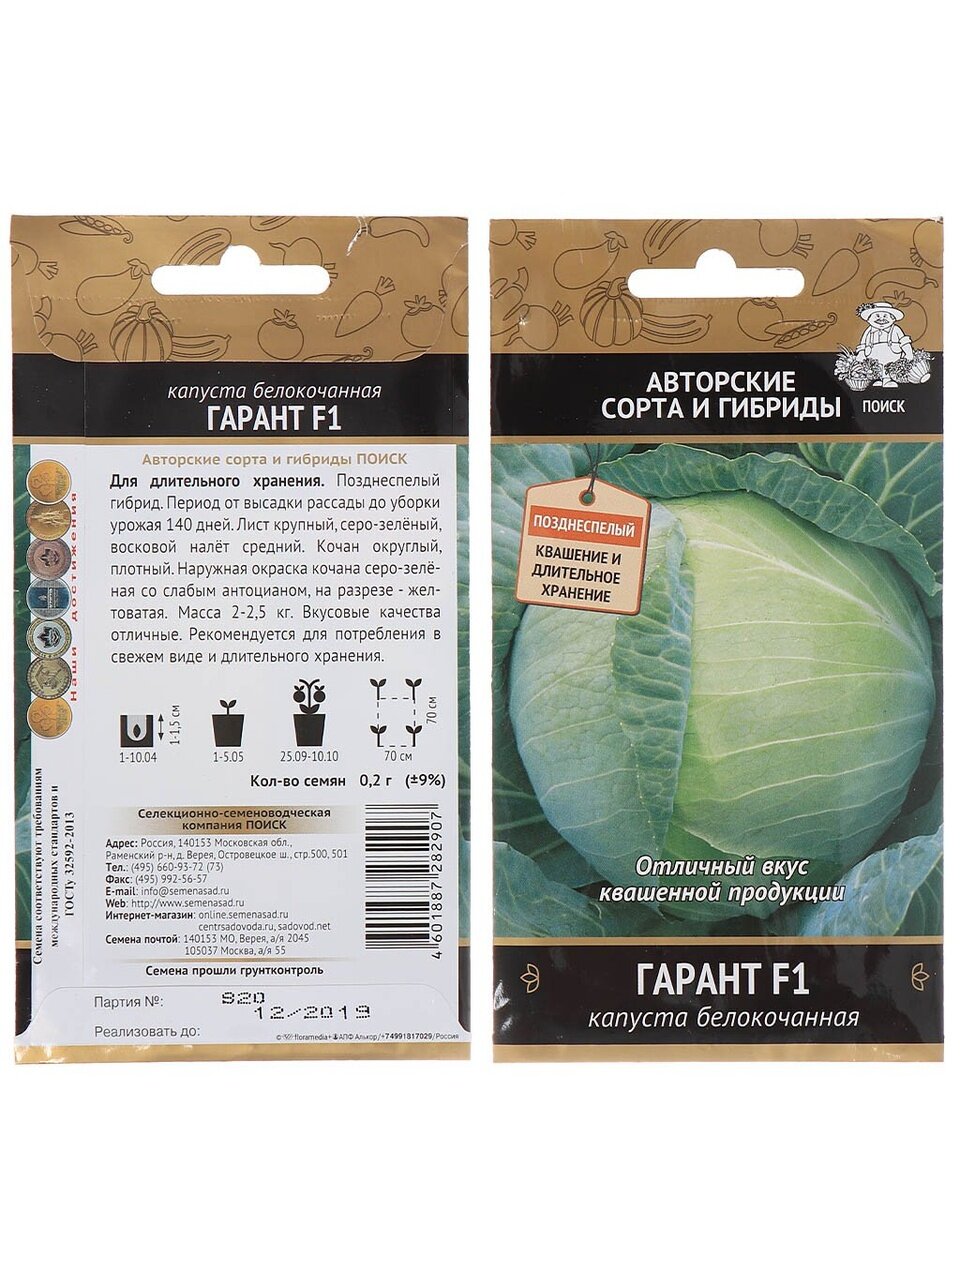 капуста белокочанная
ГАРАНТ F1
Авторские сорта и гибриды ПОИСК
Для длительного хранения. Позднеспелый
гибрид. Период от высадки рассады до уборки
урожая 140 дней. Лист крупный, серо-зелёный,
восковой налёт средний. Кочан округлый,
плотный. Наружная окраска кочана серо-зелё-
ная со слабым антоцианом, на разрезе - жел-
товатая. Масса 2-2,5 кг. Вкусовые качества
отличные. Рекомендуется для потребления в
свежем виде и длительного хранения.
Наши достижения
1-1,5 см
70 см
1-10.04
1-5.05
25.09-10.10
70 см
Кол-во семян 0,2 г (±9%)
Семена соответствуют требованиям
международных стандартов и
ГОСТу 32592-2013
Селекционно-семеноводческая
компания ПОИСК
Адрес: Россия, 140153 Московская обл.,
Раменский р-н, д. Верея, Островецкое ш., стр.500, 501
Тел.: (495) 660-93-72 (73)
Факс: (495) 992-56-57
E-mail: info@semenasad.ru
Web: http://www.semenasad.ru
Интернет-магазин: online.semenasad.ru
centrsadovoda.ru, sadovod.net
Семена почтой: 140153 МО, Верея, а/я 2045
105037 Москва, а/я 55
Семена прошли грунтконтроль
4 601887 282907
Партия №: 820
12/2019
Реализовать до:
floramedia+ АПФ Алькор/+74991817029/Россия
АВТОРСКИЕ
СОРТА И ГИБРИДЫ
ПОИСК
ПОЗДНЕСПЕЛЫЙ
КВАШЕНИЕ И
ДЛИТЕЛЬНОЕ
ХРАНЕНИЕ
Отличный вкус
квашенной продукции
ГАРАНТ F1
капуста белокочанная